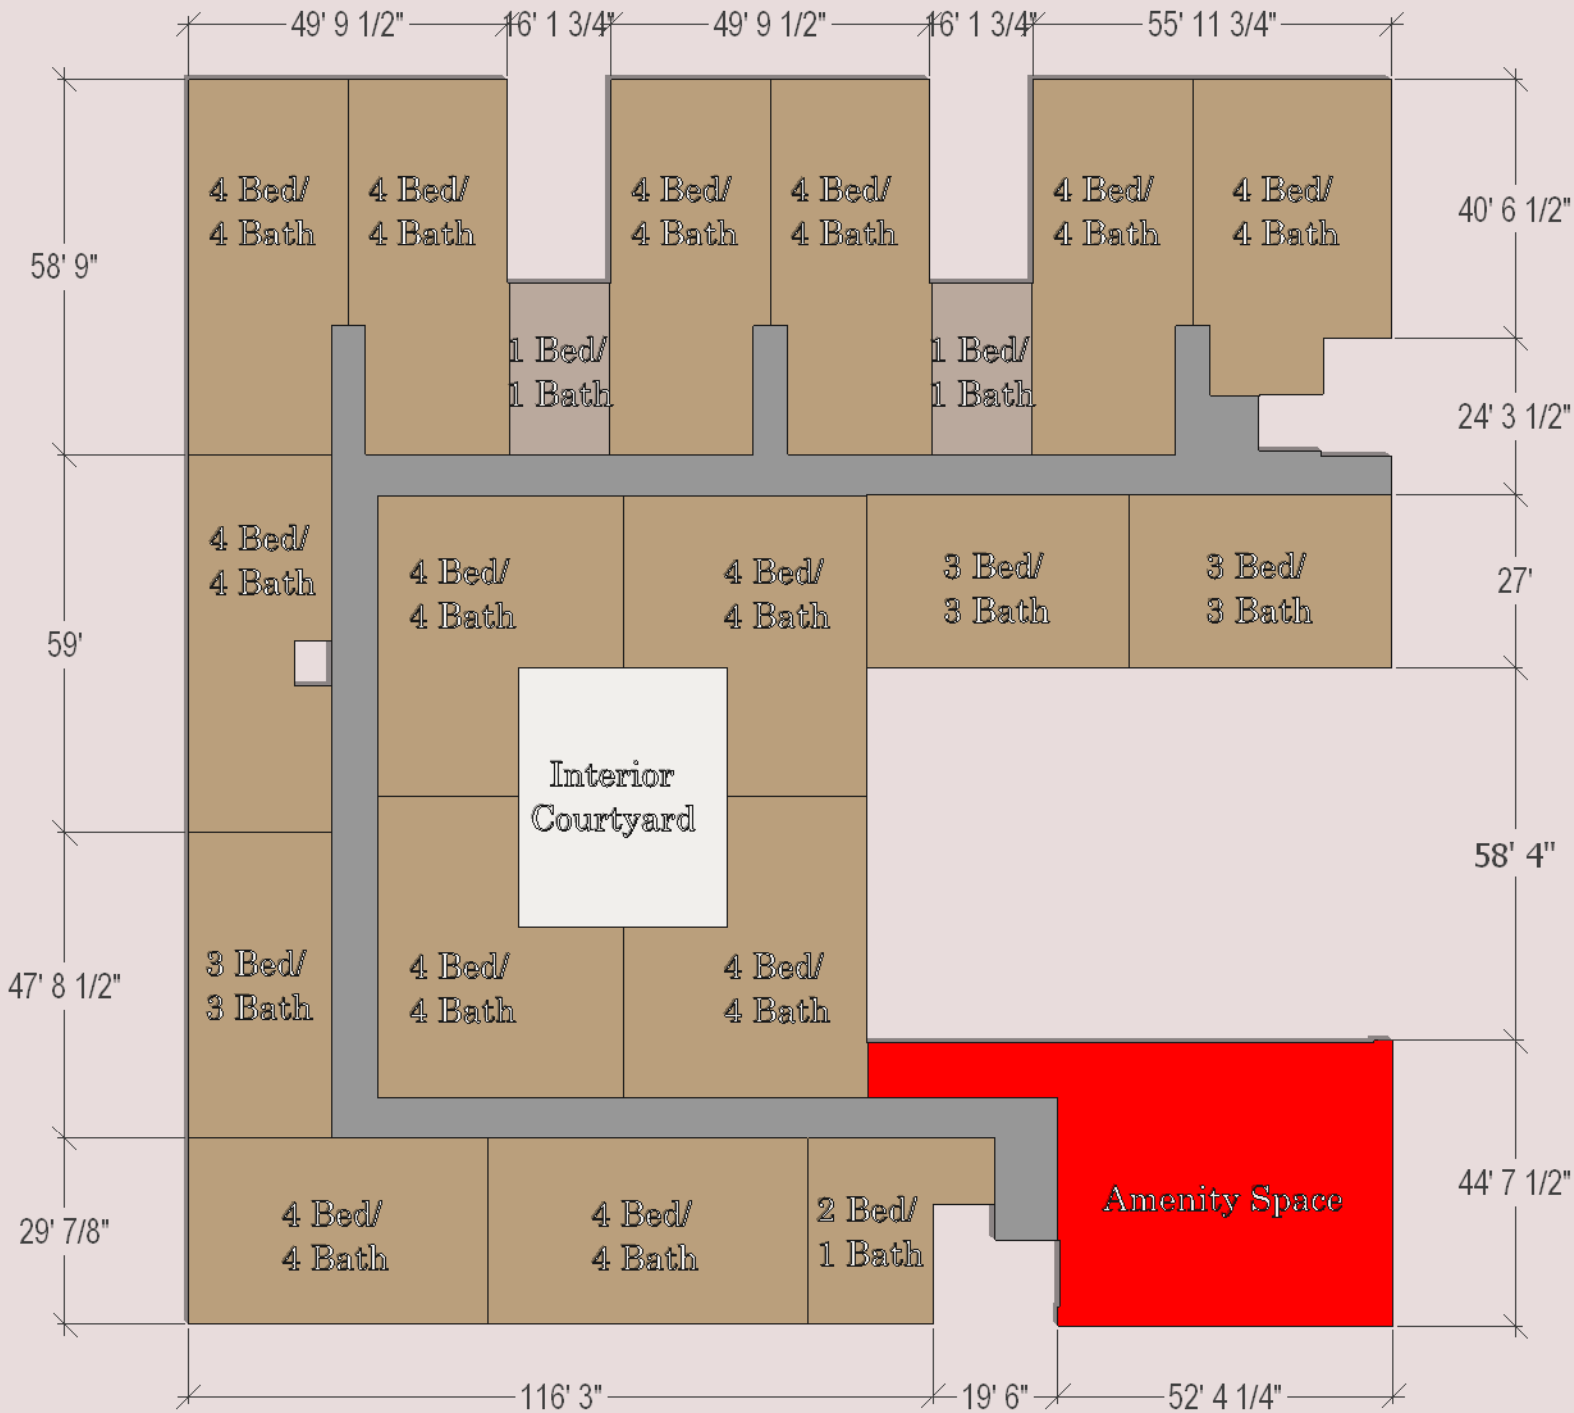 49' 9 1/2"
16' 1 3/4"
49' 9 1/2"
16' 1 3/4"
55' 11 3/4"
4 Bed/
4 Bath
4 Bed/
4 Bath
4 Bed/
4 Bath
4 Bed/
4 Bath
4 Bed/
4 Bath
4 Bed/
4 Bath
40' 6 1/2"
58' 9"
1 Bed/
1 Bath
1 Bed/
1 Bath
24' 3 1/2"
4 Bed/
4 Bath
4 Bed/
4 Bath
4 Bed/
4 Bath
3 Bed/
3 Bath
3 Bed/
3 Bath
27'
59'
Interior
Courtyard
58' 4"
3 Bed/
3 Bath
4 Bed/
4 Bath
4 Bed/
4 Bath
47' 8 1/2"
44' 7 1/2"
Amenity Space
29' 7/8"
4 Bed/
4 Bath
4 Bed/
4 Bath
2 Bed/
1 Bath
116' 3"
19' 6"
52' 4 1/4"